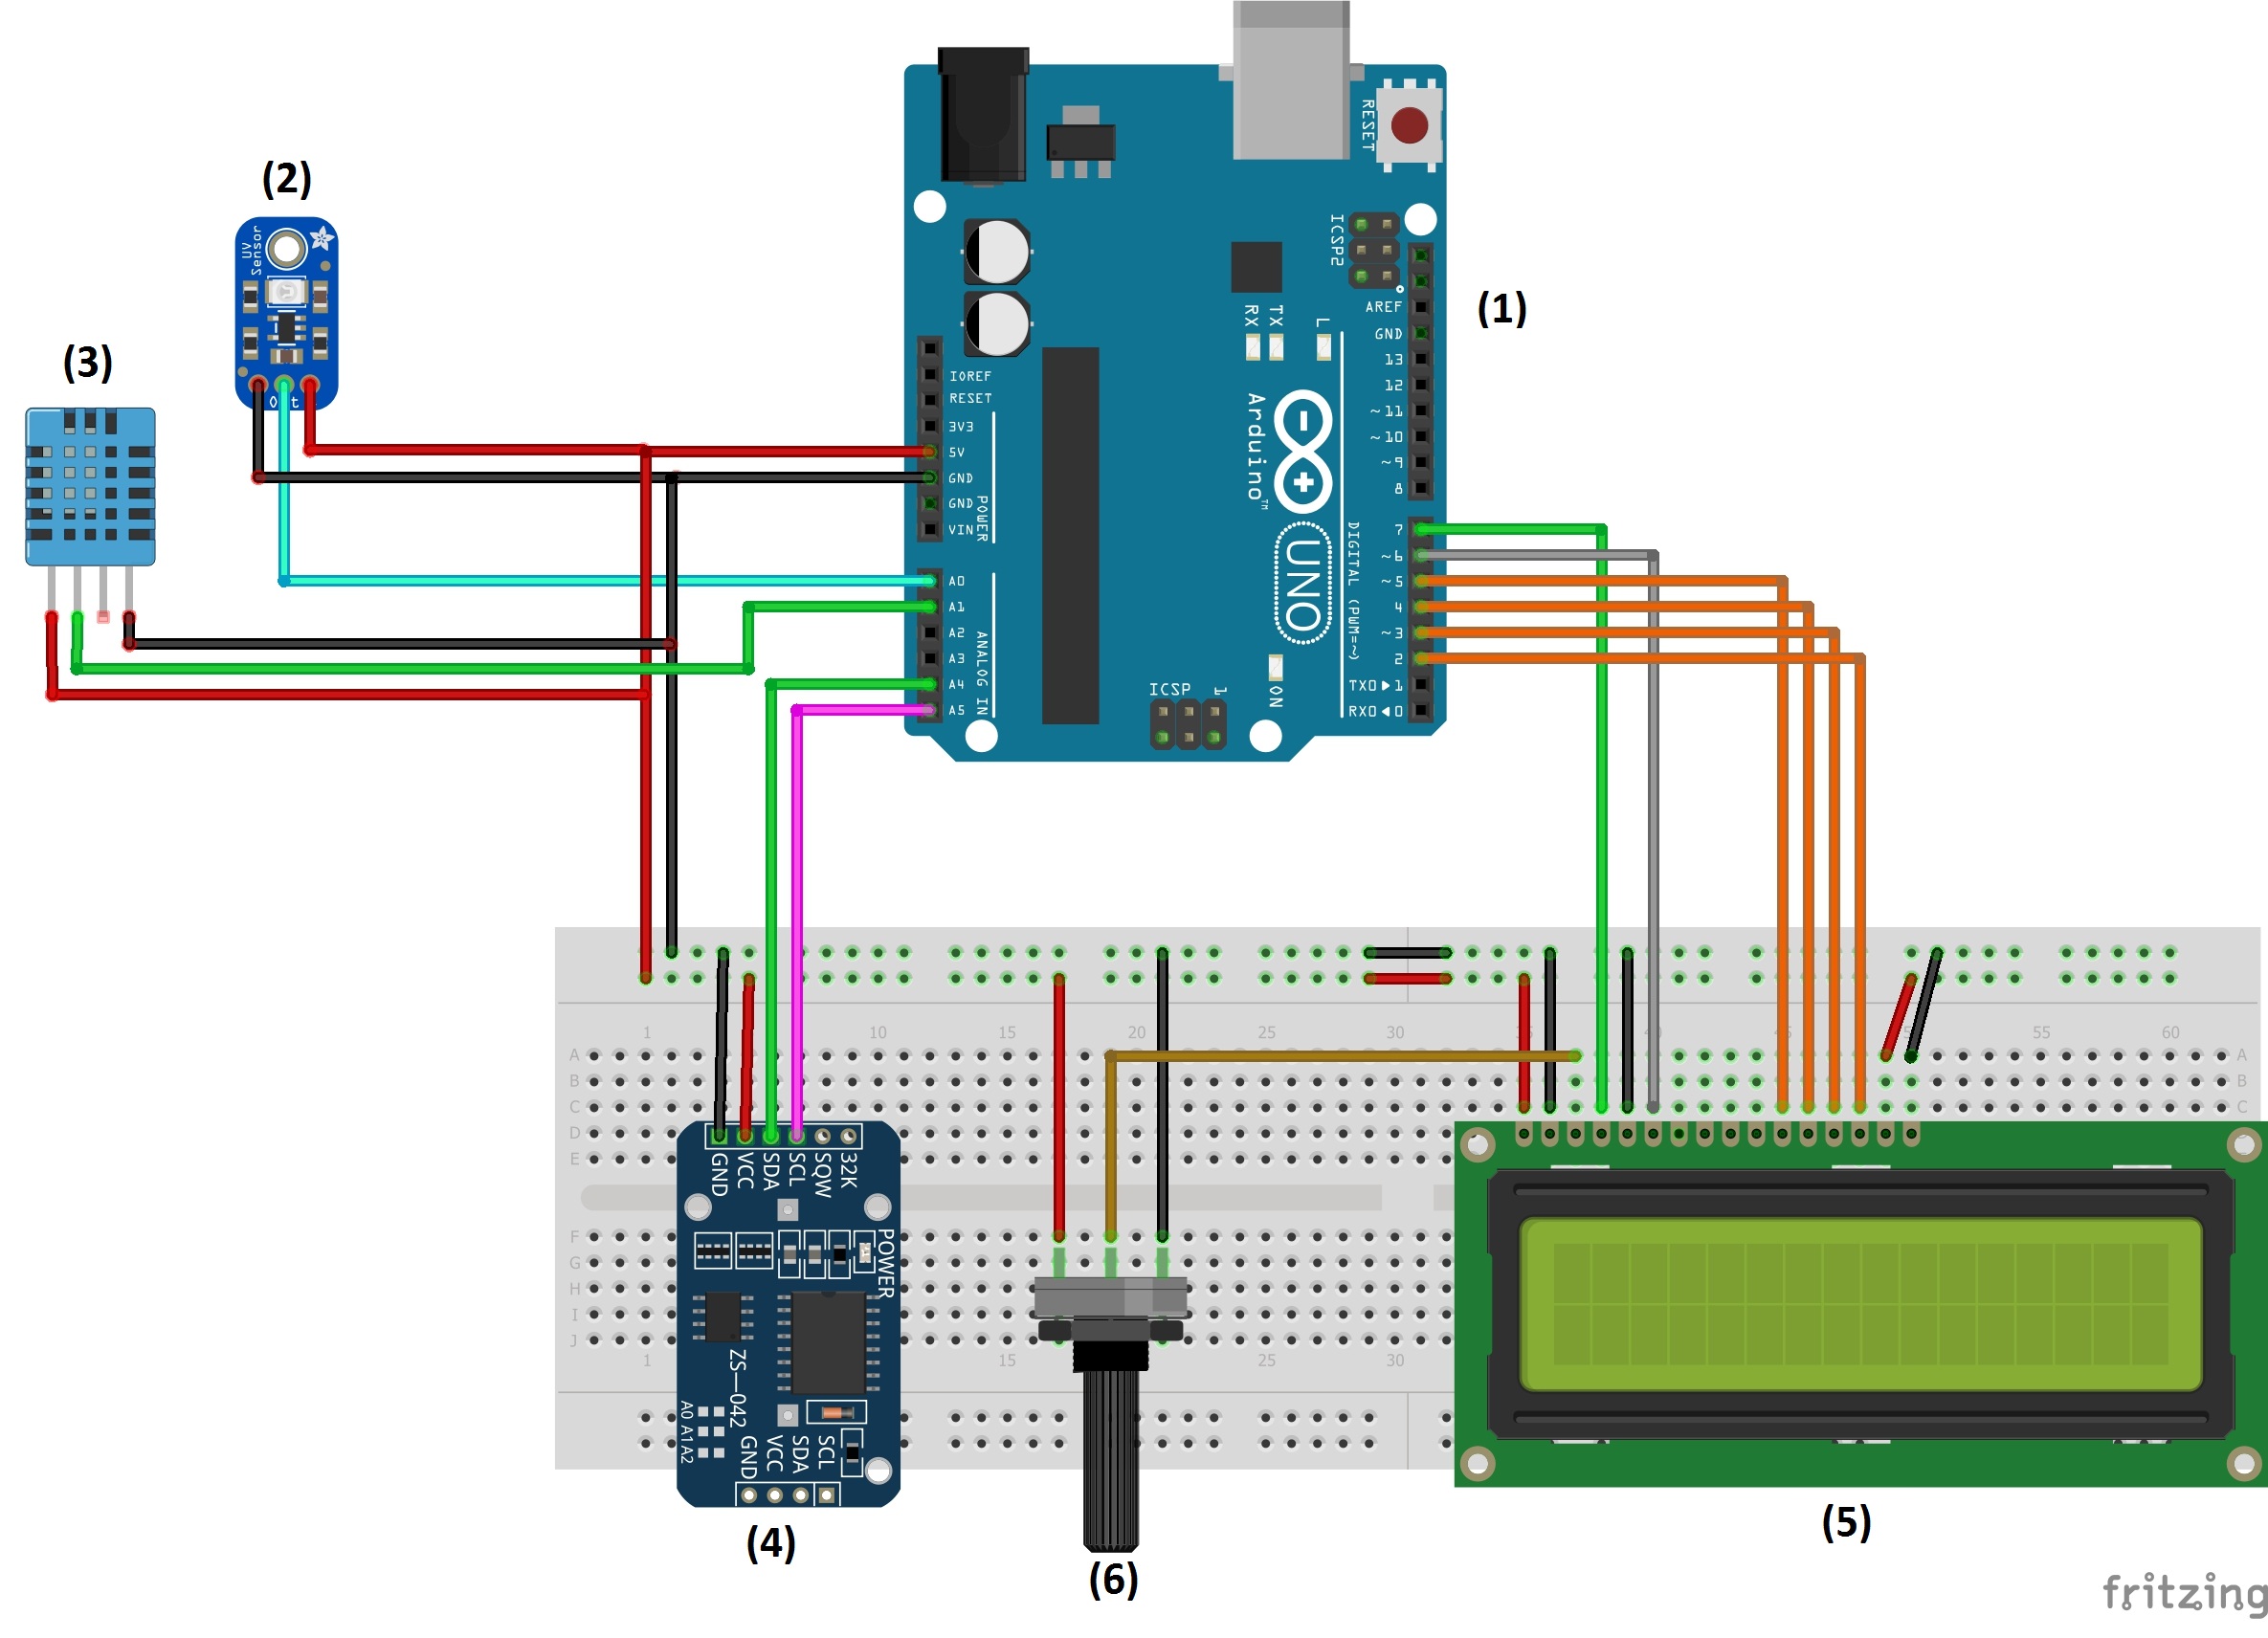 (2)
UV
Sensor
(3)
(1)
RESET
ICSP2
AREF
GND
13
12
~11
~10
~9
8
7
~6
~5
4
~3
2
TX0▶1
RX0◀0
RX
TX
L
IOREF
RESET
3V3
5V
GND
GND
VIN
POWER
A0
A1
A2
A3
A4
A5
ANALOG IN
Arduino™
UNO
DIGITAL (PWM=~)
ICSP
1
ON
1
10
15
20
25
30
55
60
A
B
C
D
E
A
B
C
F
G
H
I
J
1
15
25
30
GND
VCC
SDA
SCL
SQW
32K
POWER
ZS—042
A0 A1 A2
GND
VCC
SDA
SCL
(4)
(6)
(5)
fritzing